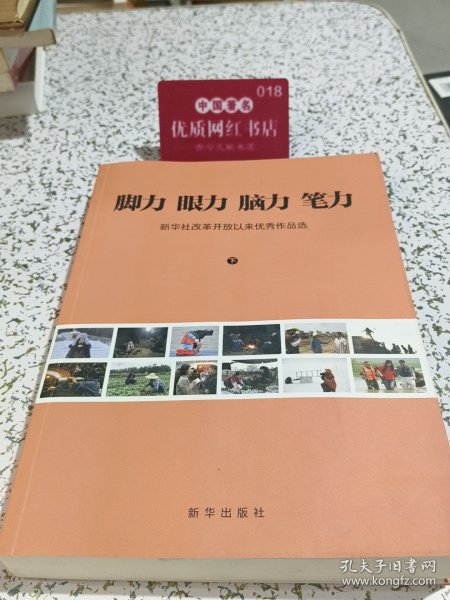 018
中国著名
优质网红书店
脚力 眼力 脑力 笔力
新华社改革开放以来优秀作品选
下
新华出版社
孔夫子旧书网
www.kongfz.com